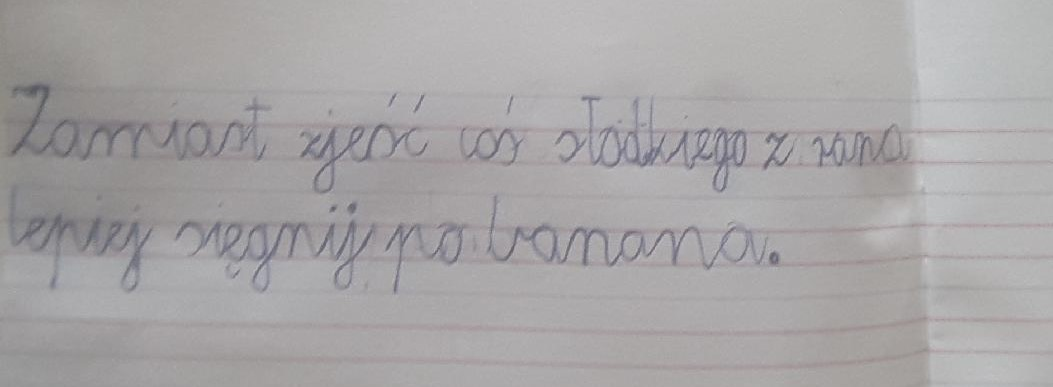 Zamiast zjeść coś słodkiego z rana
lepiej sięgnij po banana.